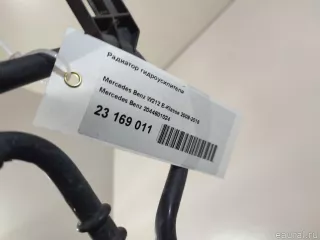 Радиатор гидроусилителя
Mercedes Benz W212 E-Klasse 2009-2016
Mercedes Benz 2044601024
23 169 011